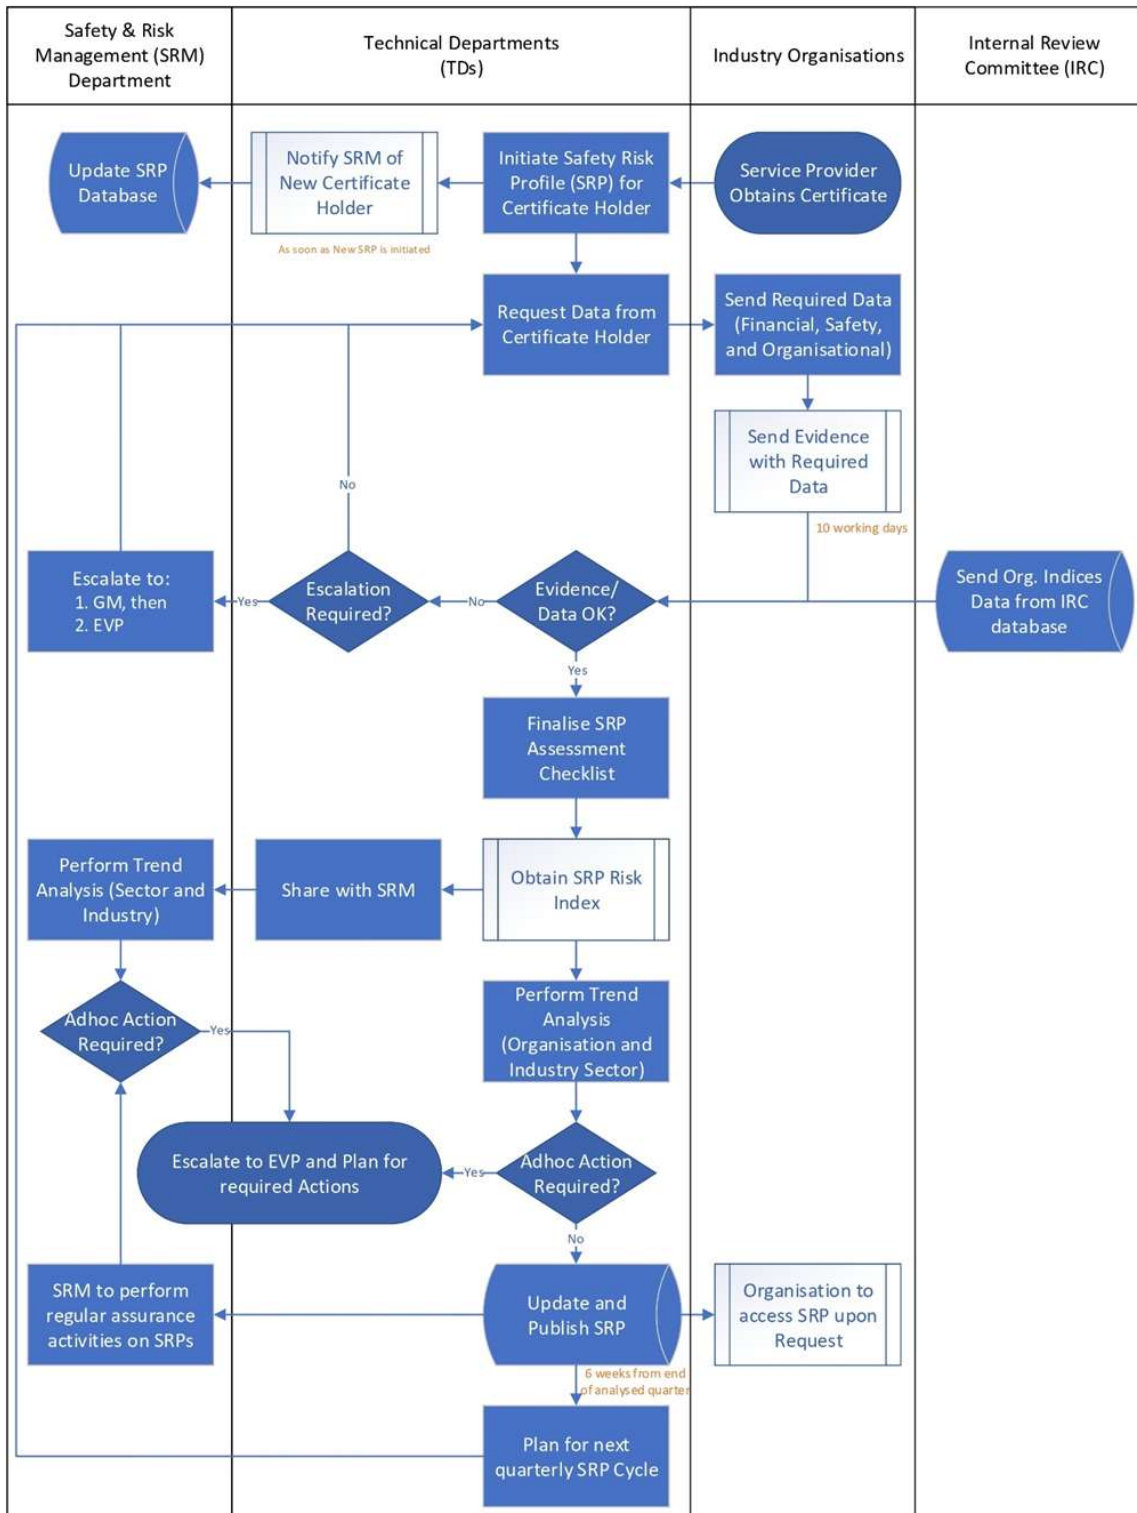 Safety & Risk
Management (SRM)
Department
Technical Departments
(TDs)
Industry Organisations
Internal Review
Committee (IRC)
Update SRP
Database
Notify SRM of
New Certificate
Holder
As soon as New SRP is initiated
Initiate Safety Risk
Profile (SRP) for
Certificate Holder
Service Provider
Obtains Certificate
Request Data from
Certificate Holder
Send Required Data
(Financial, Safety,
and Organisational)
Send Evidence
with Required
Data
10 working days
No
Escalate to:
1. GM, then
2. EVP
Yes
Escalation
Required?
No
Evidence/
Data OK?
Send Org. Indices
Data from IRC
database
Yes
Finalise SRP
Assessment
Checklist
Perform Trend
Analysis (Sector and
Industry)
Share with SRM
Obtain SRP Risk
Index
Adhoc Action
Required?
Yes
Perform Trend
Analysis
(Organisation and
Industry Sector)
Escalate to EVP and Plan for
required Actions
Yes
Adhoc Action
Required?
No
SRM to perform
regular assurance
activities on SRPs
Update and
Publish SRP
Organisation to
access SRP upon
Request
6 weeks from end
of analysed quarter
Plan for next
quarterly SRP Cycle